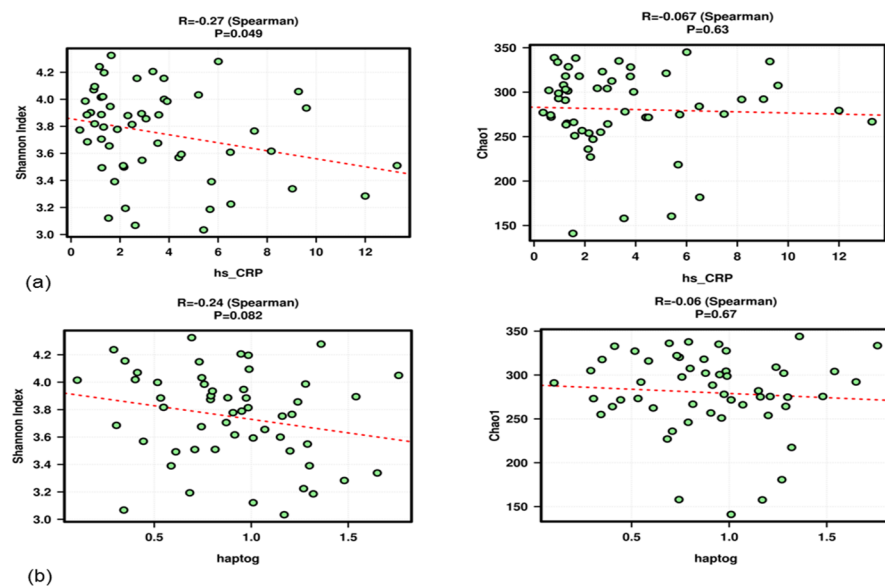 R=-0.27 (Spearman)
P=0.049
Shannon Index
4.2
4.0
3.8
3.6
3.4
3.2
3.0
0 2 4 6 8 10 12
hs_CRP
R=-0.067 (Spearman)
P=0.63
Chao1
350
300
250
200
150
0 2 4 6 8 10 12
hs_CRP
(a)
R=-0.24 (Spearman)
P=0.082
Shannon Index
4.2
4.0
3.8
3.6
3.4
3.2
3.0
0.5 1.0 1.5
haptog
R=-0.06 (Spearman)
P=0.67
Chao1
350
300
250
200
150
0.5 1.0 1.5
haptog
(b)